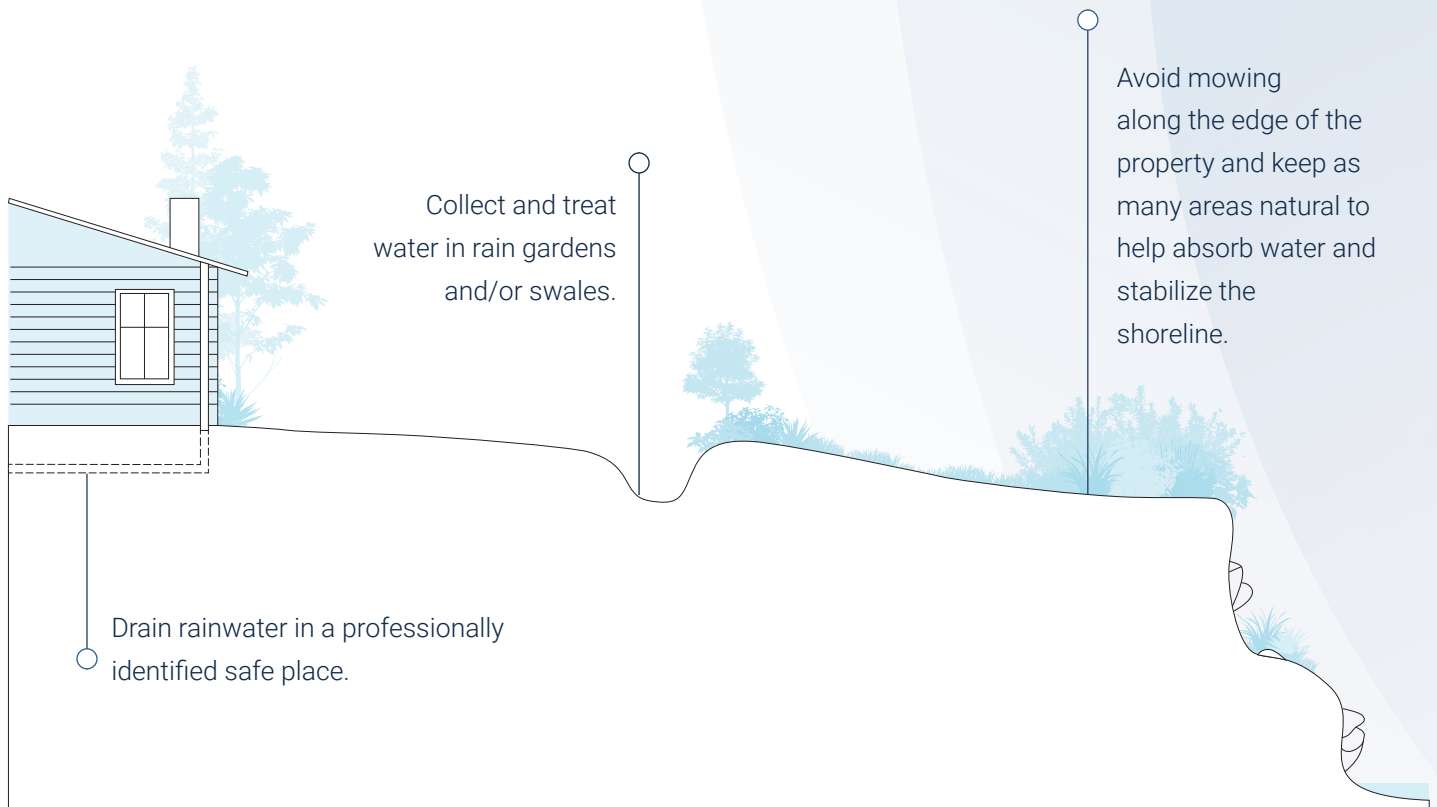 Collect and treat
water in rain gardens
and/or swales.
Avoid mowing
along the edge of the
property and keep as
many areas natural to
help absorb water and
stabilize the
shoreline.
Drain rainwater in a professionally
identified safe place.